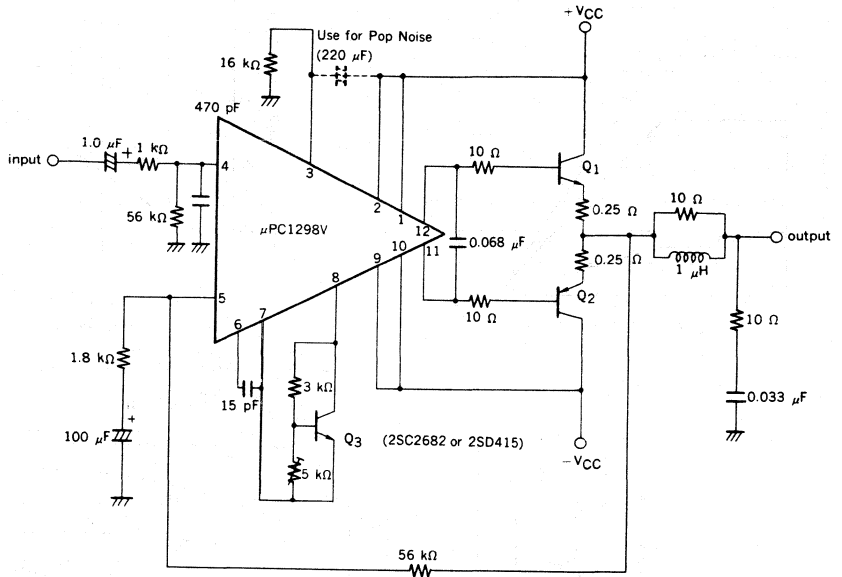 +VCC
Use for Pop Noise
(220 μF)
16 kΩ
470 pF
1.0 μF + 1 kΩ
input
4
3
10 Ω
Q1
56 kΩ
2
1
0.25 Ω
10 Ω
μPC1298V
12
output
0.068 μF
11
10
9
0.25 Ω
1 μH
8
5
Q2
7
10 Ω
6
10 Ω
1.8 kΩ
3 kΩ
15 pF
0.033 μF
+
100 μF
Q3
(2SC2682 or 2SD415)
−VCC
5 kΩ
56 kΩ